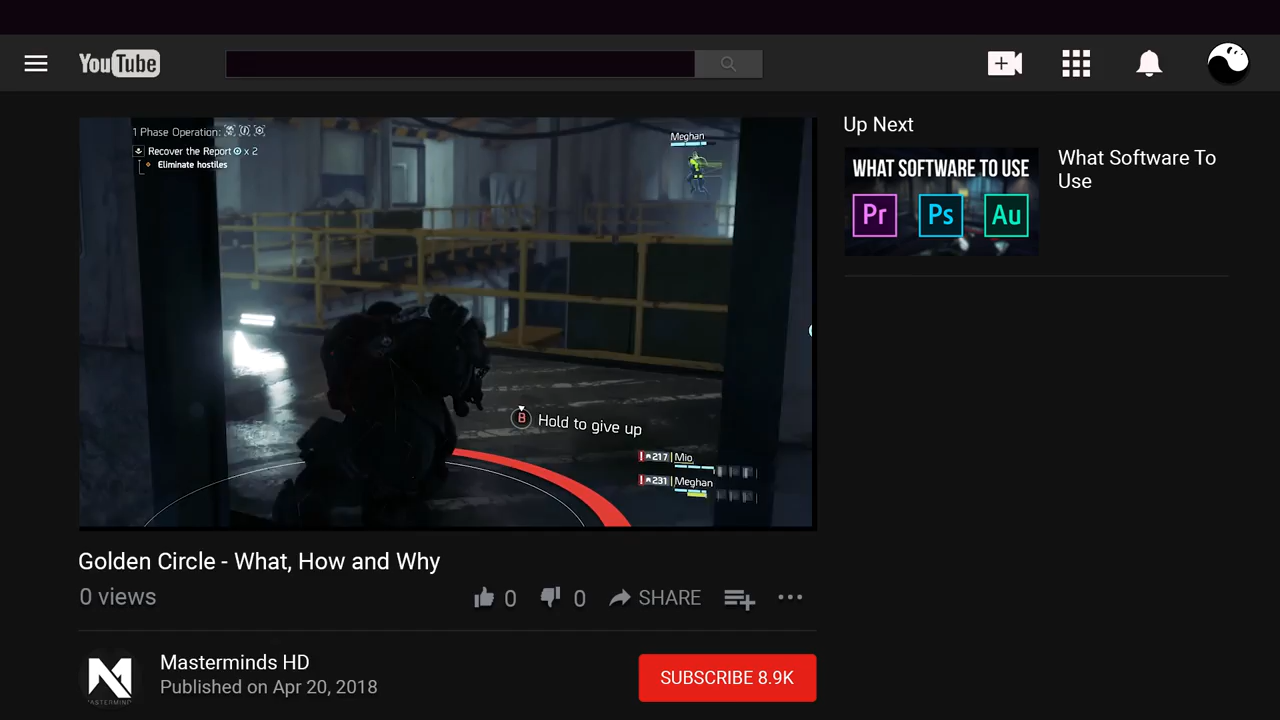 YouTube
1 Phase Operation:
Recover the Report x 2
Eliminate hostiles
Meghan
B Hold to give up
217 Mio
231 Meghan
Up Next
WHAT SOFTWARE TO USE
Pr Ps Au
What Software To
Use
Golden Circle - What, How and Why
0 views
0 0 SHARE
Masterminds HD
Published on Apr 20, 2018
MASTERMIND
SUBSCRIBE 8.9K